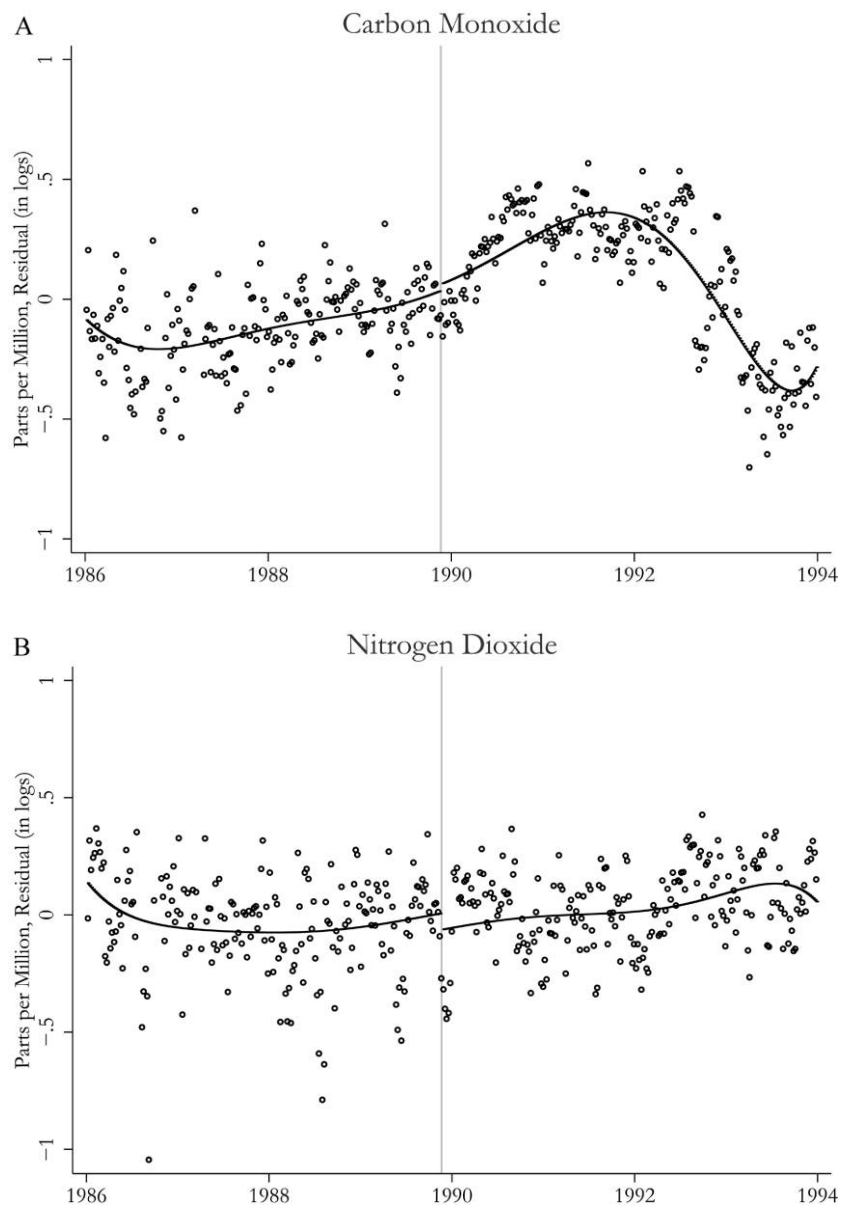 A
Carbon Monoxide
Parts per Million, Residual (in logs)
1
.5
0
−.5
−1
1986 1988 1990 1992 1994
B
Nitrogen Dioxide
Parts per Million, Residual (in logs)
1
.5
0
−.5
−1
1986 1988 1990 1992 1994